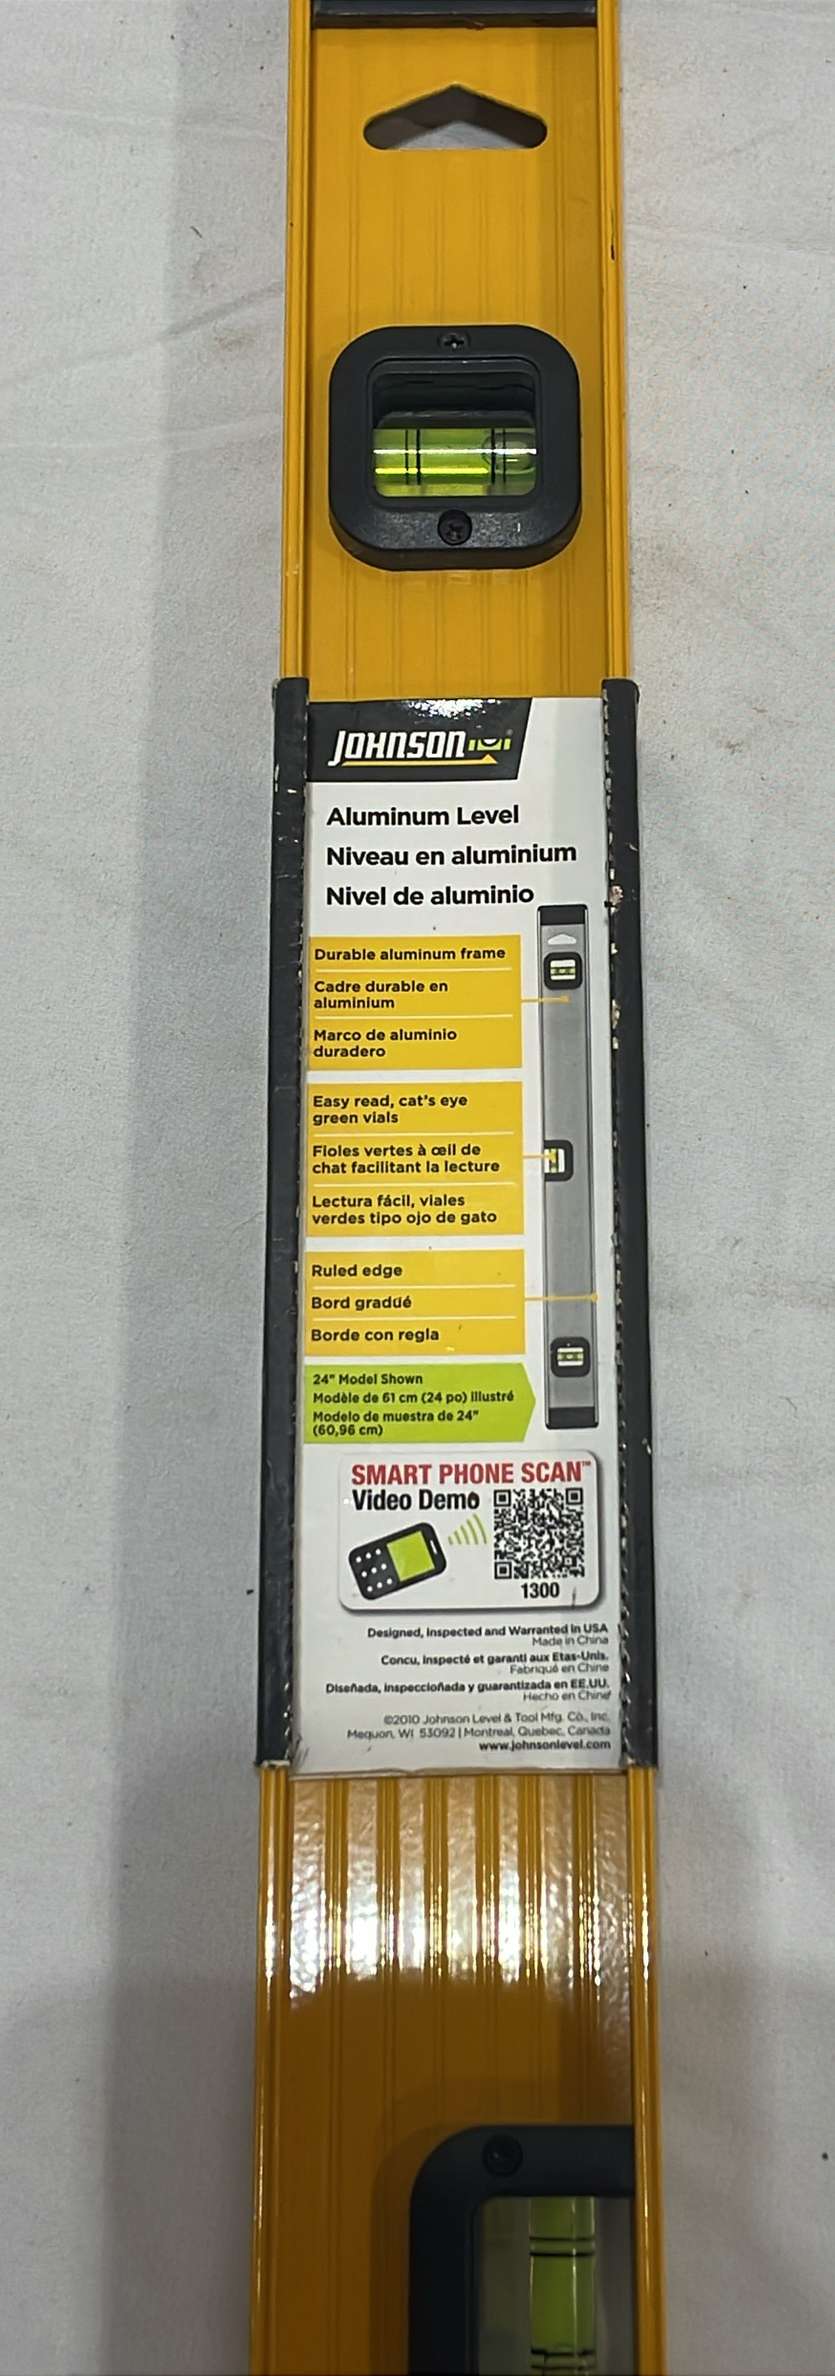 JOHNSON
Aluminum Level
Niveau en aluminium
Nivel de aluminio
Durable aluminum frame
Cadre durable en
aluminium
Marco de aluminio
duradero
Easy read, cat's eye
green vials
Fioles vertes à œil de
chat facilitant la lecture
Lectura fácil, viales
verdes tipo ojo de gato
Ruled edge
Bord gradué
Borde con regla
24" Model Shown
Modèle de 61 cm (24 po) illustré
Modelo de muestra de 24"
(60,96 cm)
SMART PHONE SCAN™
Video Demo
1300
Designed, Inspected and Warranted in USA
Made in China
Concu, inspecté et garanti aux Etas-Unis.
Fabriqué en Chine
Diseñada, inspeccioñada y guarantizada en EE.UU.
Hecho en Chine
©2010 Johnson Level & Tool Mfg. Co., Inc.
Mequon, WI 53092 | Montreal, Quebec, Canada
www.johnsonlevel.com